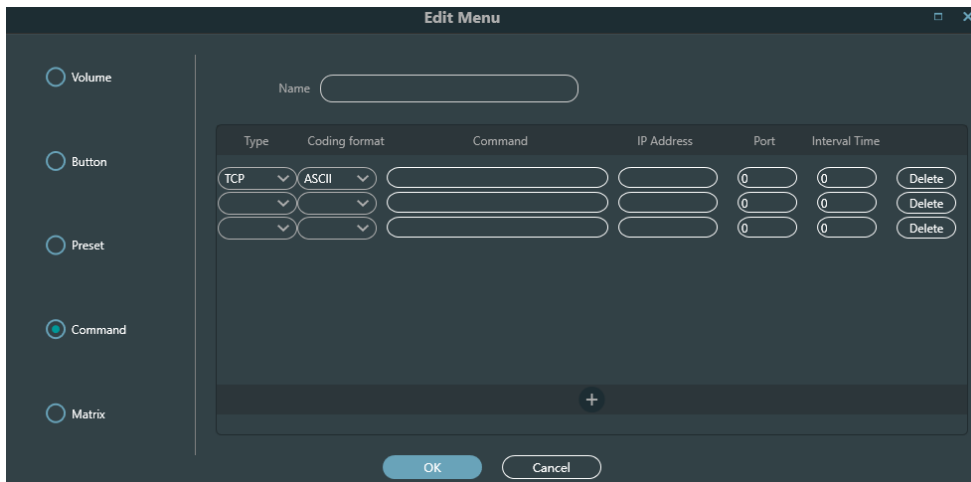 Edit Menu
Volume
Button
Preset
Command
Matrix
Name
Type Coding format Command IP Address Port Interval Time
TCP ASCII 0 0 Delete
0 0 Delete
0 0 Delete
+
OK Cancel